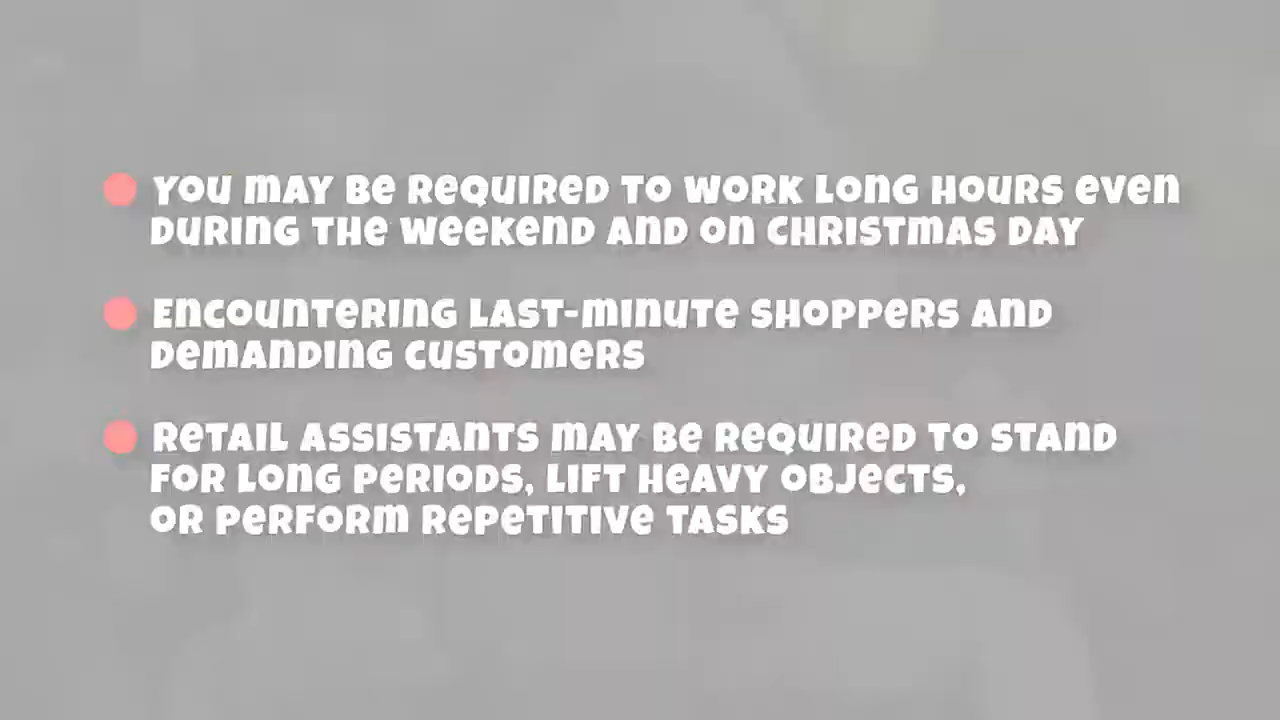 You may be required to work long hours even
during the weekend and on Christmas Day
Encountering last-minute shoppers and
demanding customers
Retail assistants may be required to stand
for long periods, lift heavy objects,
or perform repetitive tasks